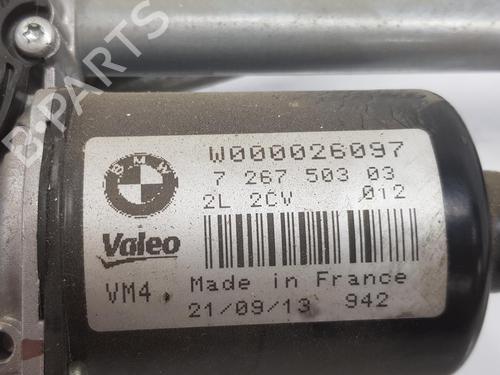 BMW
W000026097
7 267 503 03
2L 2CV 012
Valeo
VM4 Made in France
21/09/13 942
B-PARTS